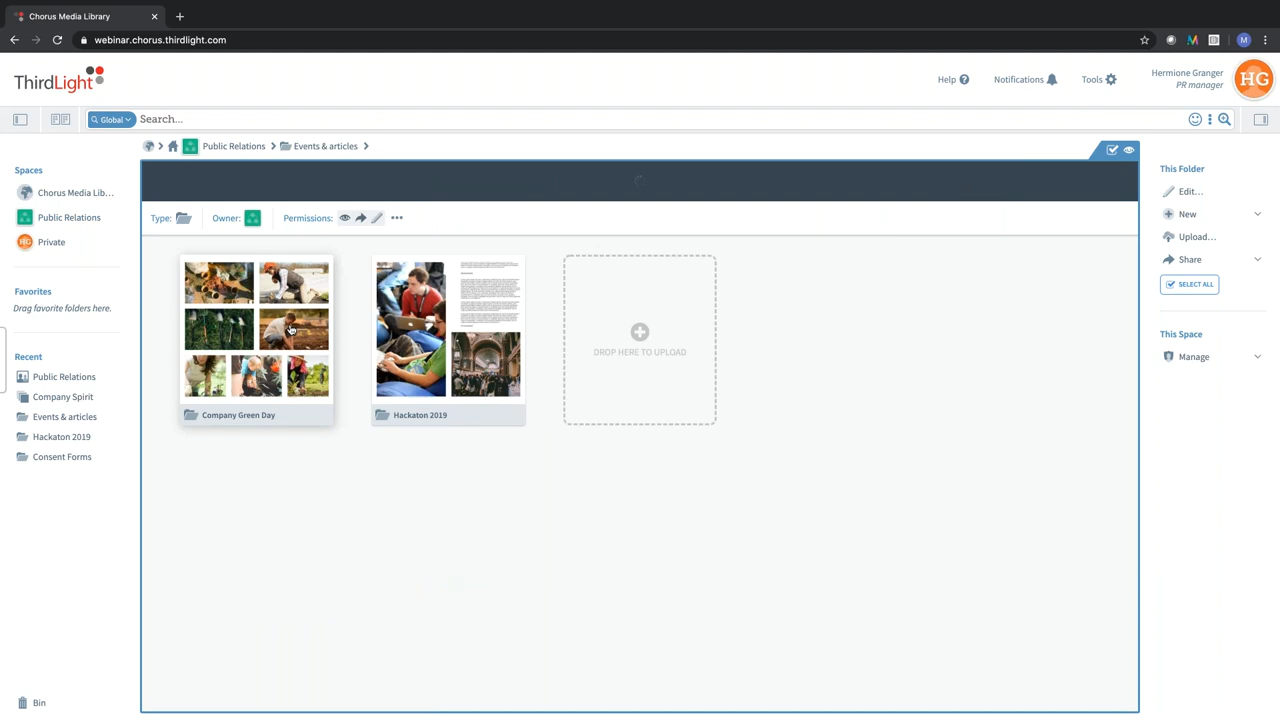 Chorus Media Library
webinar.chorus.thirdlight.com
M
ThirdLight
Help
Notifications
Tools
Hermione Granger
PR manager
HG
Global
Search...
Public Relations
Events & articles
Spaces
Chorus Media Lib...
Public Relations
HG Private
Favorites
Drag favorite folders here.
Recent
Public Relations
Company Spirit
Events & articles
Hackaton 2019
Consent Forms
Bin
Type:
Owner:
Permissions:
Company Green Day
Hackaton 2019
DROP HERE TO UPLOAD
This Folder
Edit...
New
Upload...
Share
SELECT ALL
This Space
Manage